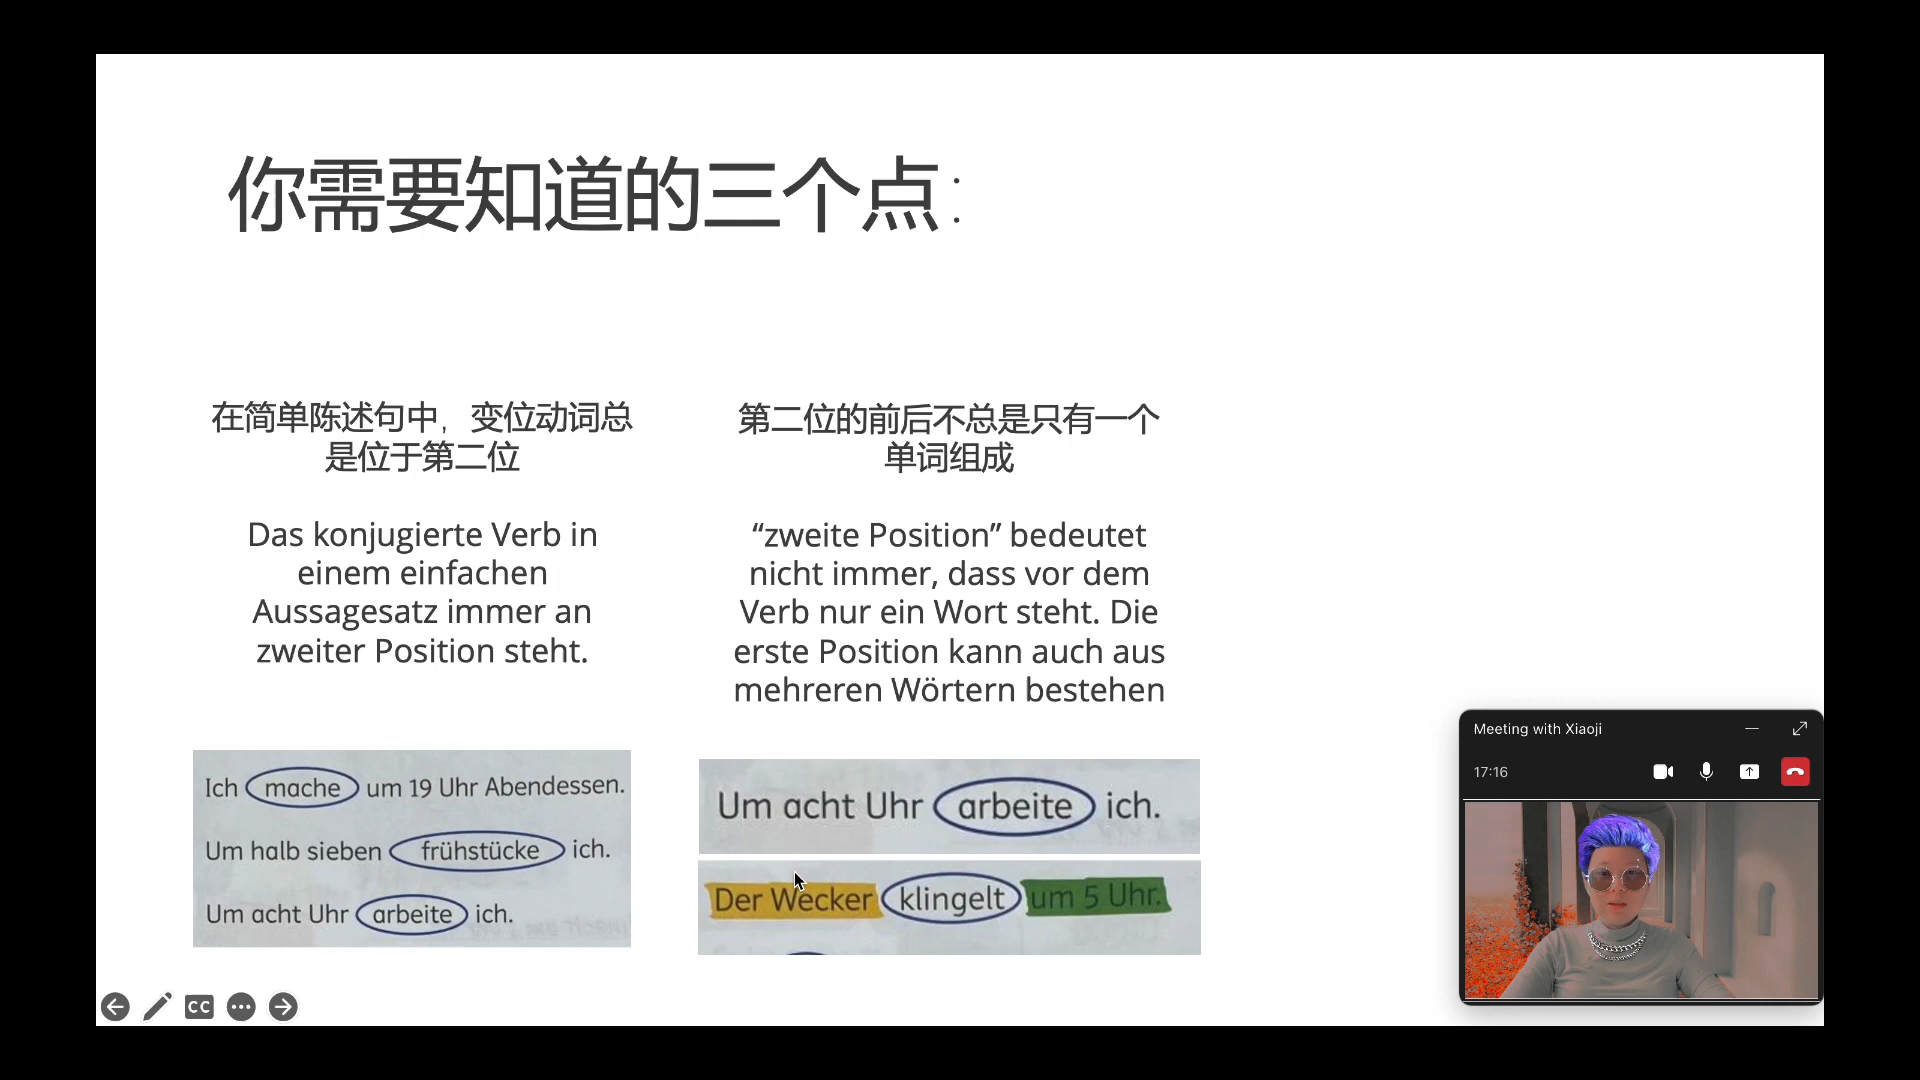 你需要知道的三个点：
在简单陈述句中，变位动词总
是位于第二位
Das konjugierte Verb in
einem einfachen
Aussagesatz immer an
zweiter Position steht.
Ich mache um 19 Uhr Abendessen.
Um halb sieben frühstücke ich.
Um acht Uhr arbeite ich.
第二位的前后不总是只有一个
单词组成
“zweite Position” bedeutet
nicht immer, dass vor dem
Verb nur ein Wort steht. Die
erste Position kann auch aus
mehreren Wörtern bestehen
Um acht Uhr arbeite ich.
Der Wecker klingelt um 5 Uhr.
Meeting with Xiaoji
17:16
CC